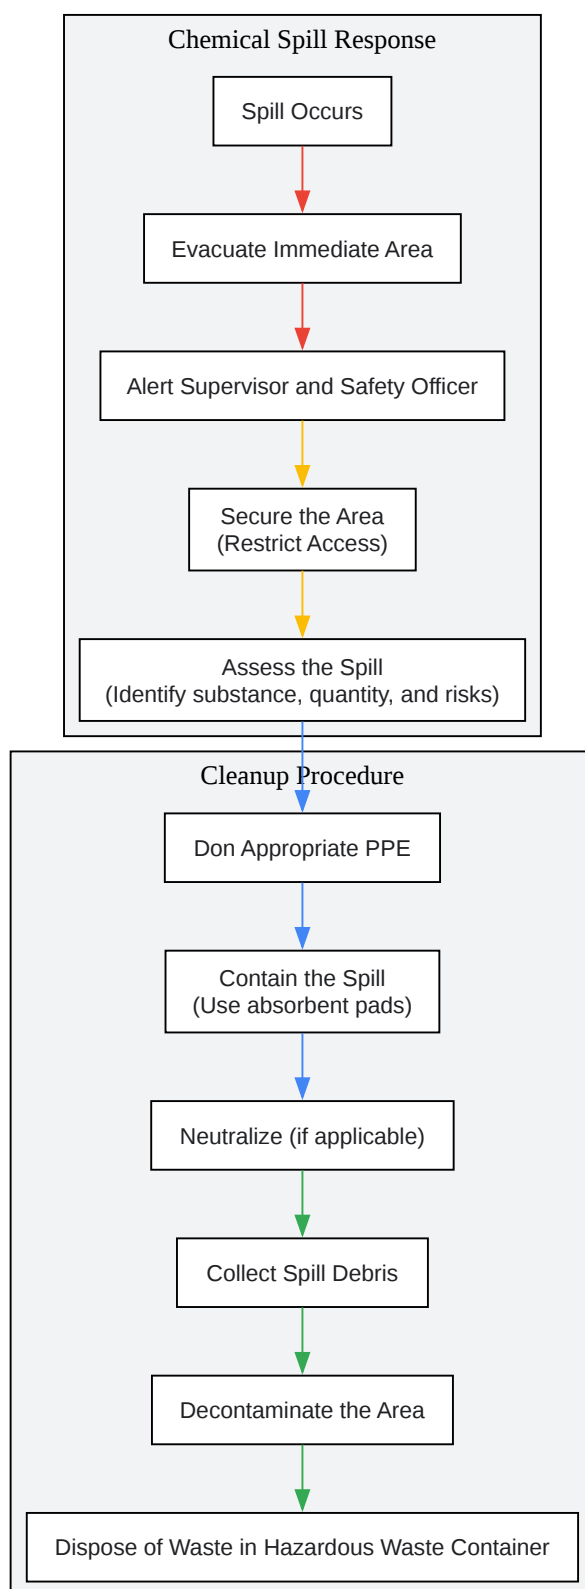 Chemical Spill Response
Spill Occurs
Evacuate Immediate Area
Alert Supervisor and Safety Officer
Secure the Area
(Restrict Access)
Assess the Spill
(Identify substance, quantity, and risks)
Cleanup Procedure
Don Appropriate PPE
Contain the Spill
(Use absorbent pads)
Neutralize (if applicable)
Collect Spill Debris
Decontaminate the Area
Dispose of Waste in Hazardous Waste Container